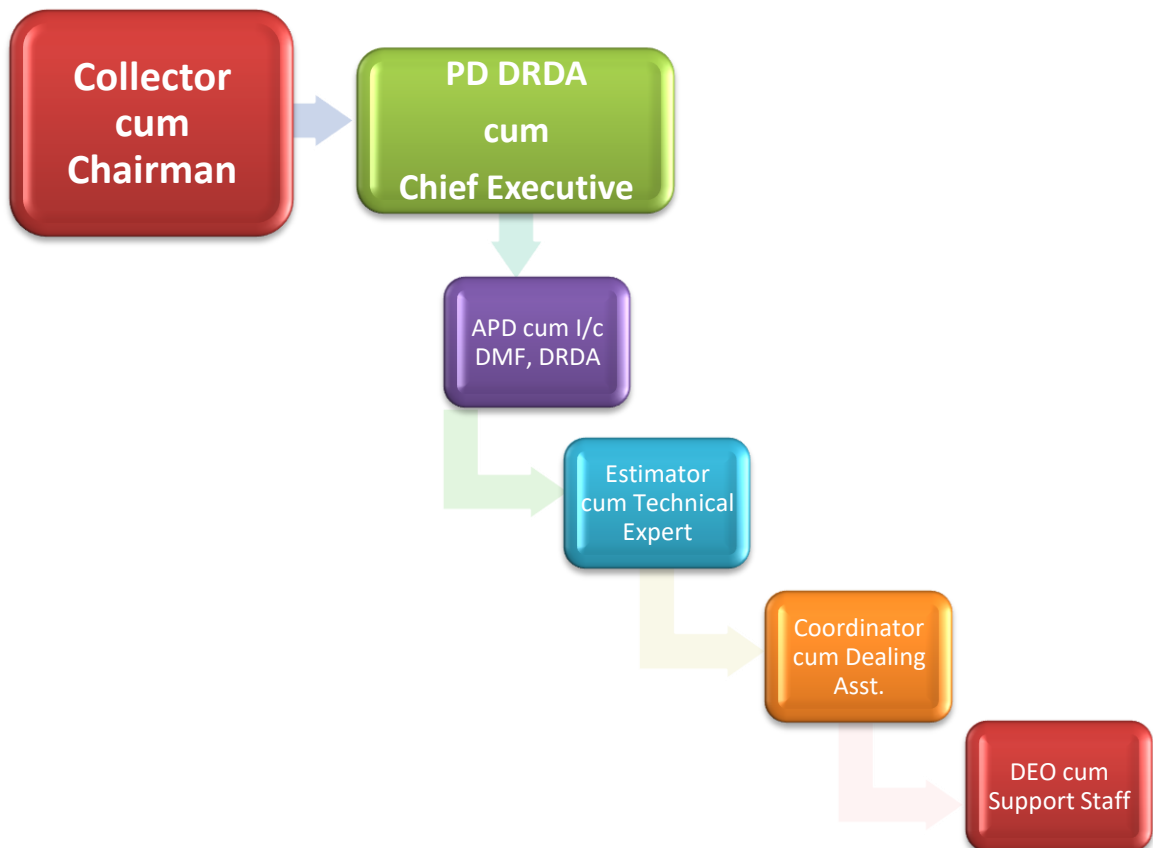 Collector
cum
Chairman
PD DRDA
cum
Chief Executive
APD cum I/c
DMF, DRDA
Estimator
cum Technical
Expert
Coordinator
cum Dealing
Asst.
DEO cum
Support Staff